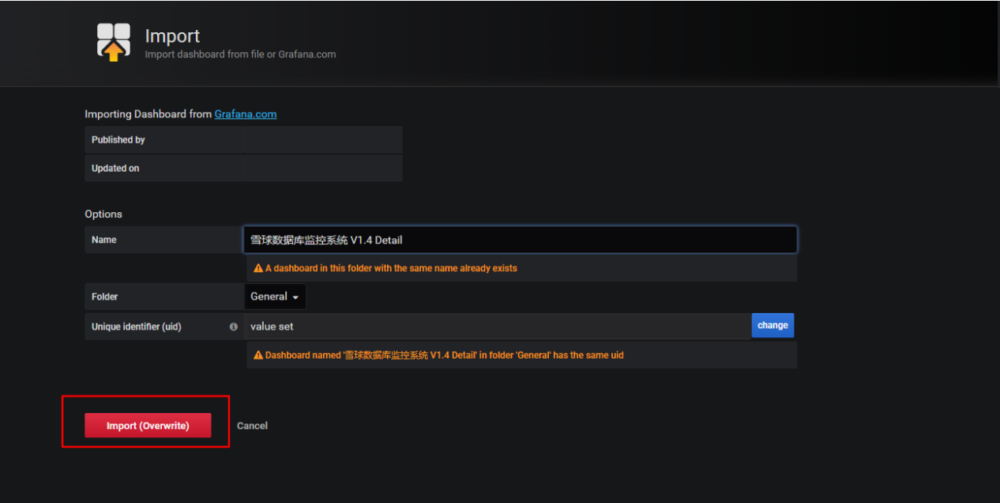 Import
Import dashboard from file or Grafana.com
Importing Dashboard from Grafana.com
Published by
Updated on
Options
Name 雪球数据库监控系统 V1.4 Detail
A dashboard in this folder with the same name already exists
Folder General
Unique identifier (uid) value set change
Dashboard named '雪球数据库监控系统 V1.4 Detail' in folder 'General' has the same uid
Import (Overwrite) Cancel